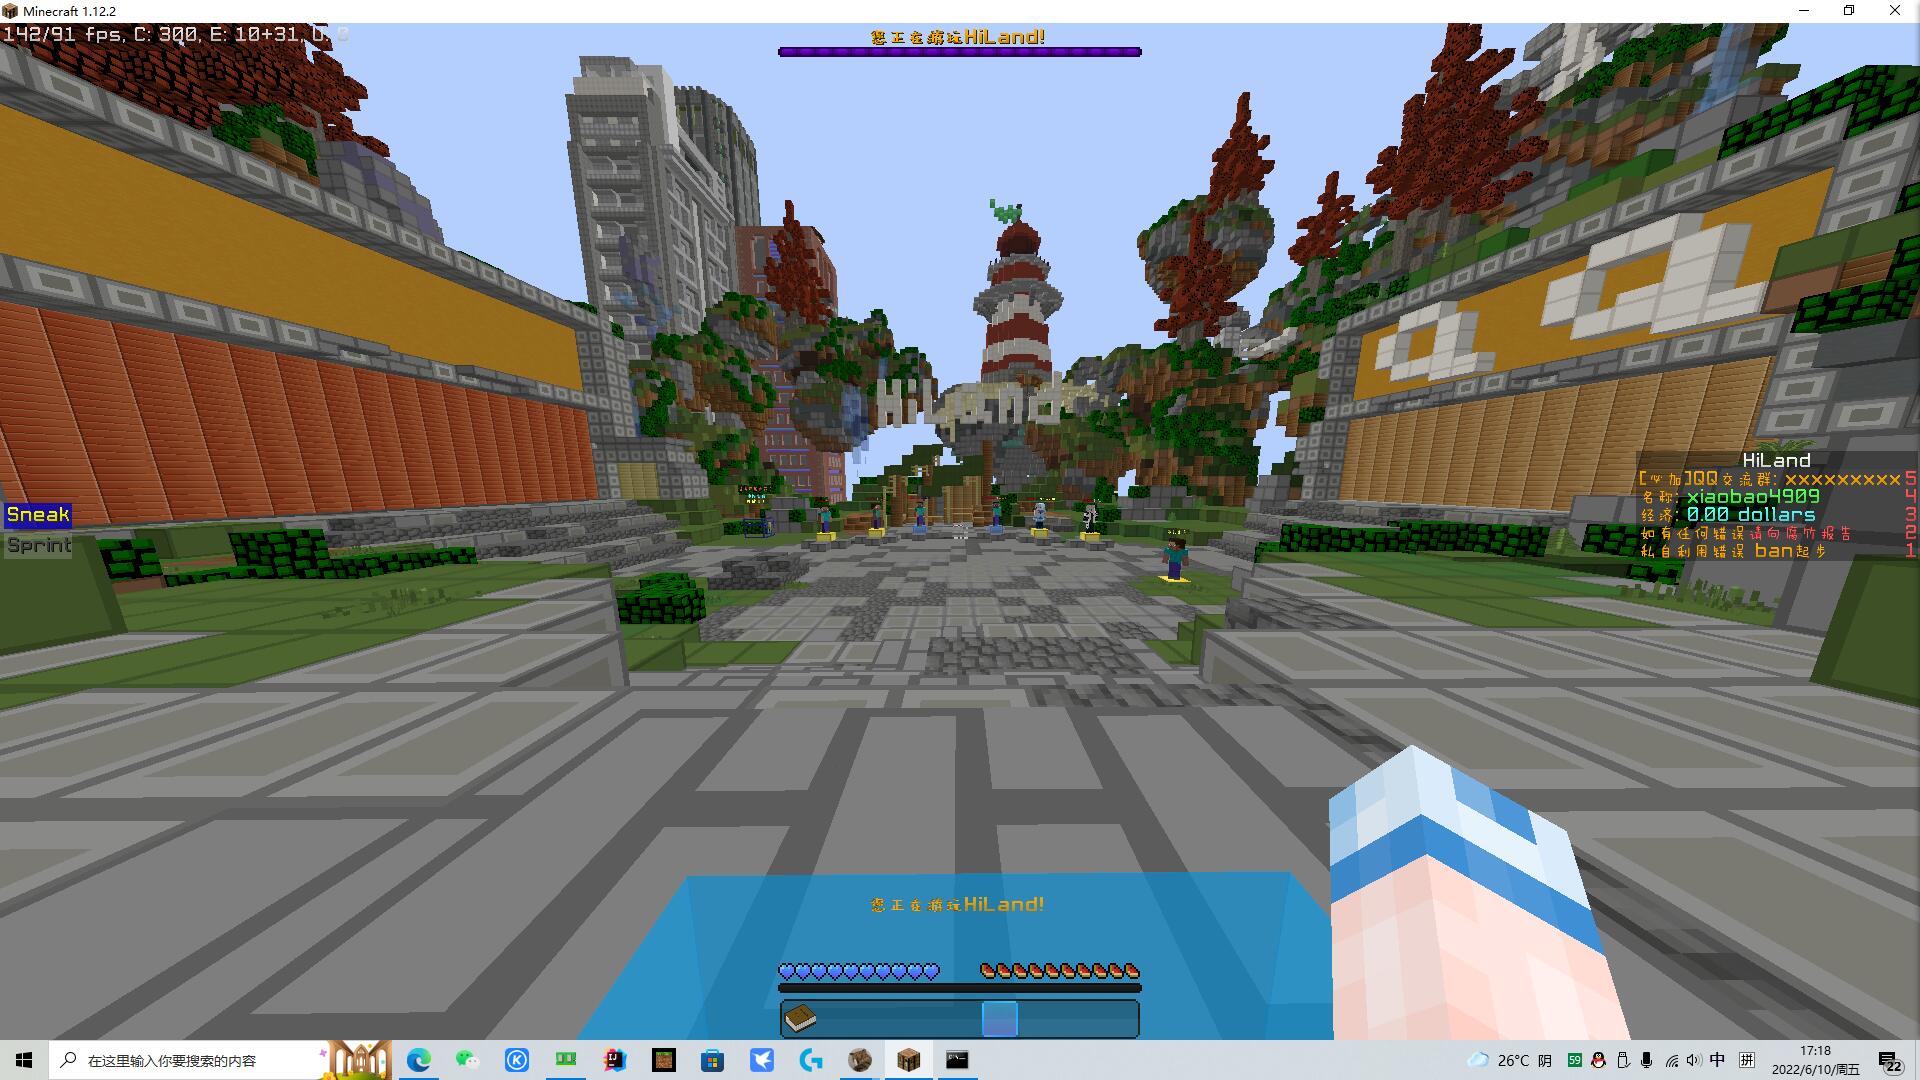 Minecraft 1.12.2
142/91 fps, C: 300, E: 10+31, U: 0
您正在游玩HiLand!
HiLand
Sneak
Sprint
HiLand
[必加]QQ交流群: xxxxxxxxx 5
名称: xiaobao4909 4
经济: 0.00 dollars 3
如有任何错误请向腐竹报告 2
私自利用错误 ban起步 1
您正在游玩HiLand!
在这里输入你要搜索的内容
26°C 阴
59
中
拼
17:18
2022/6/10/周五
22